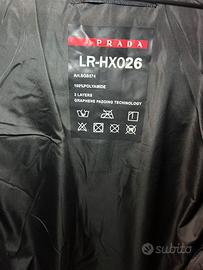 PRADA
LR-HX026
Art.SGB574
100%POLYAMIDE
2 LAYERS
GRAPHENE PADDING TECHNOLOGY
subito